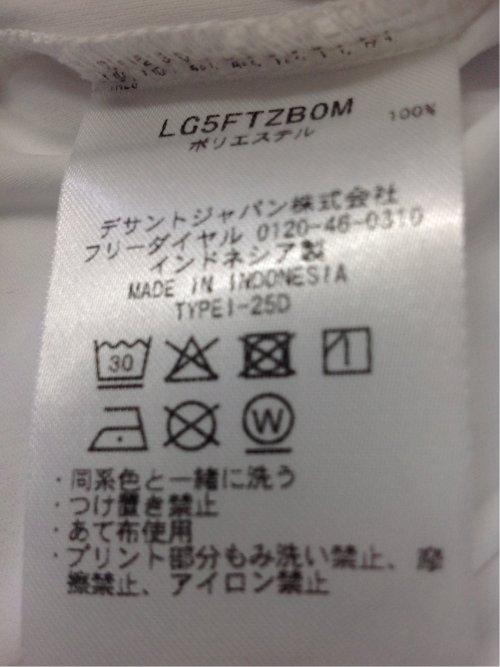 LG5FTZB0M
ポリエステル 100%
デサントジャパン株式会社
フリーダイヤル 0120-46-0310
インドネシア製
MADE IN INDONESIA
TYPEI-25D
30
W
・同系色と一緒に洗う
・つけ置き禁止
・あて布使用
・プリント部分もみ洗い禁止、摩
擦禁止、アイロン禁止